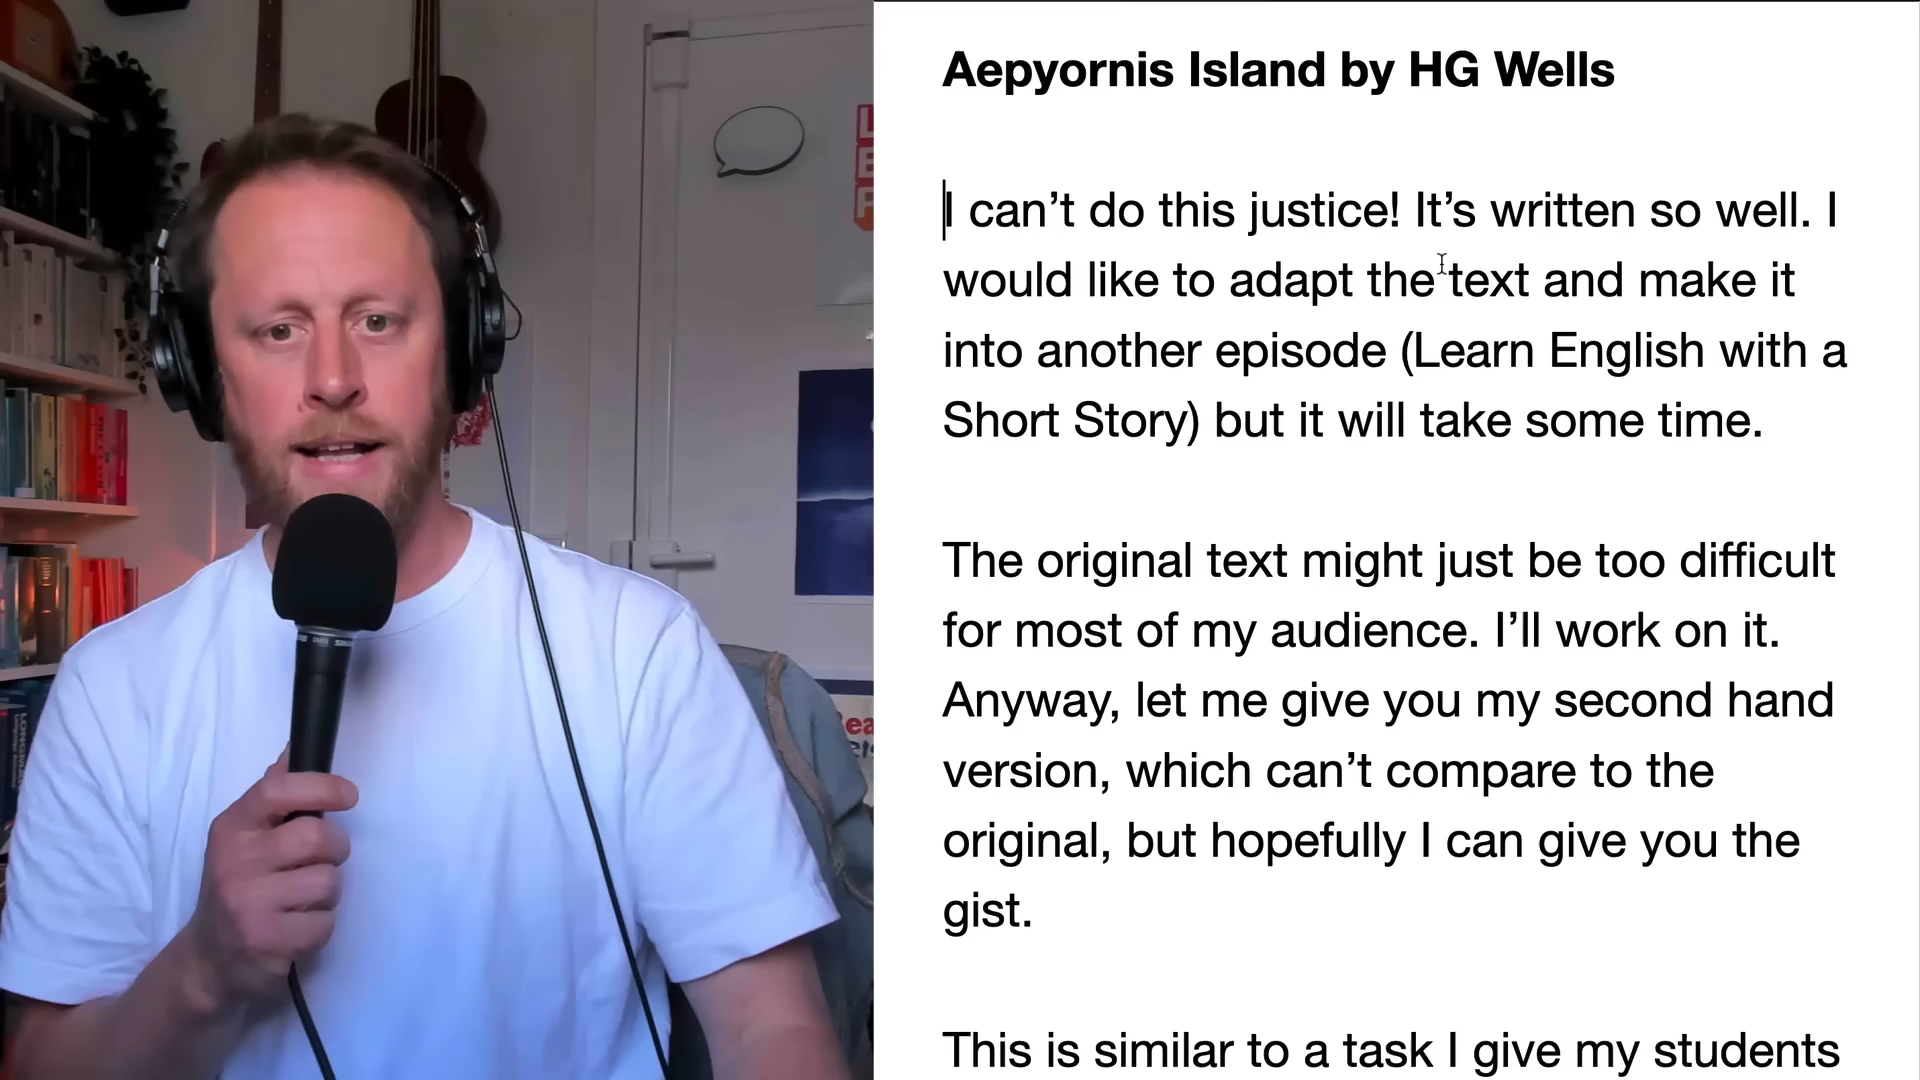 Aepyornis Island by HG Wells
I can’t do this justice! It’s written so well. I
would like to adapt the text and make it
into another episode (Learn English with a
Short Story) but it will take some time.
The original text might just be too difficult
for most of my audience. I’ll work on it.
Anyway, let me give you my second hand
version, which can’t compare to the
original, but hopefully I can give you the
gist.
This is similar to a task I give my students
L
E
P
LONGMAN